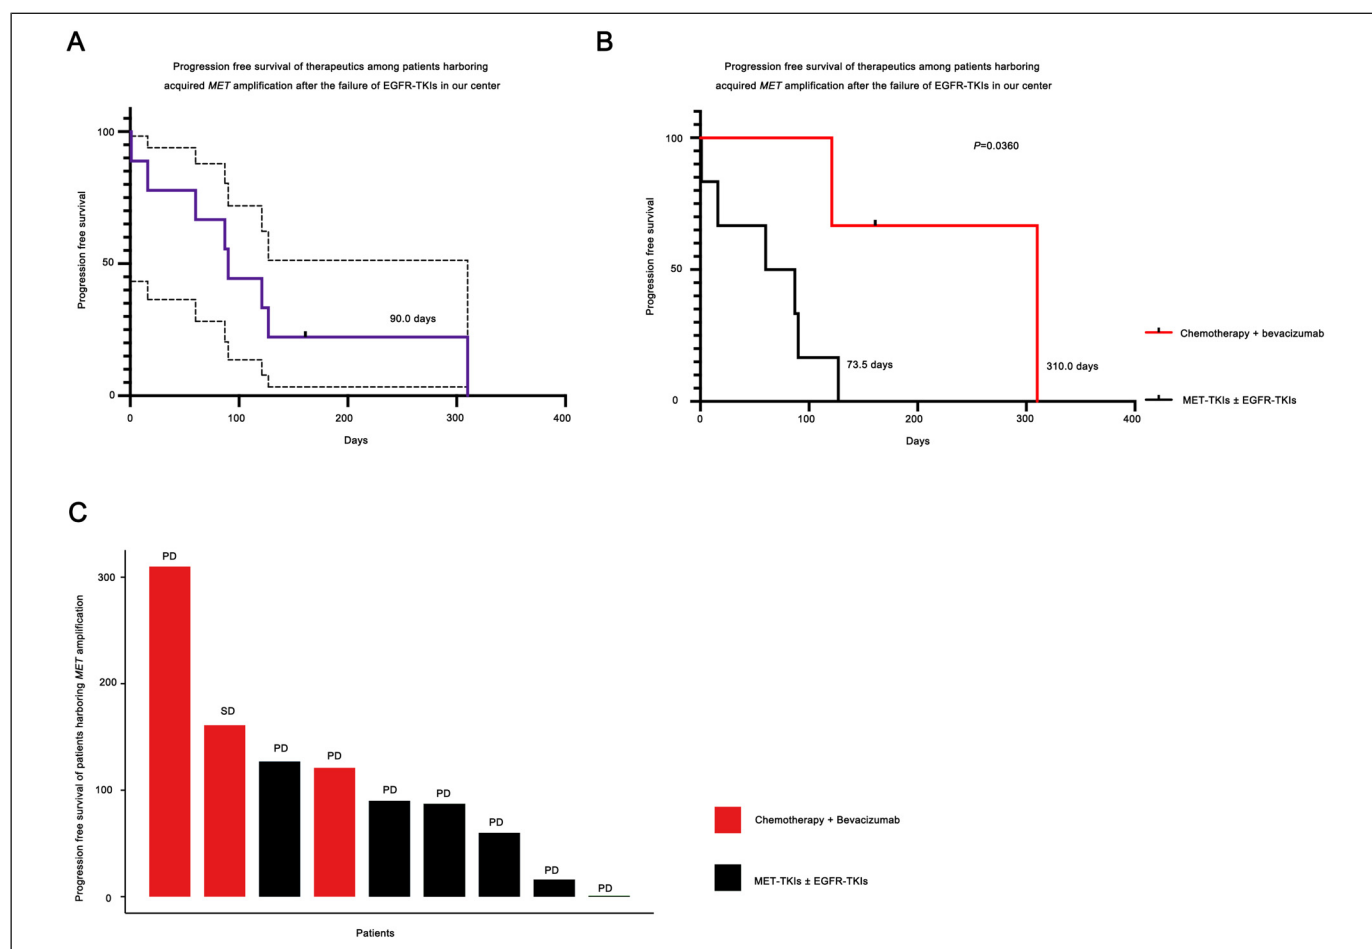 A
Progression free survival of therapeutics among patients harboring
acquired MET amplification after the failure of EGFR-TKIs in our center
Progression free survival
100
50
0
90.0 days
0
100
200
300
400
Days
B
Progression free survival of therapeutics among patients harboring
acquired MET amplification after the failure of EGFR-TKIs in our center
Progression free survival
100
50
0
P=0.0360
73.5 days
310.0 days
0
100
200
300
400
Days
Chemotherapy + bevacizumab
MET-TKIs ± EGFR-TKIs
C
Progression free survival of patients harboring MET amplification
300
200
100
0
PD
SD
PD
PD
PD
PD
PD
PD
PD
Patients
Chemotherapy + Bevacizumab
MET-TKIs ± EGFR-TKIs